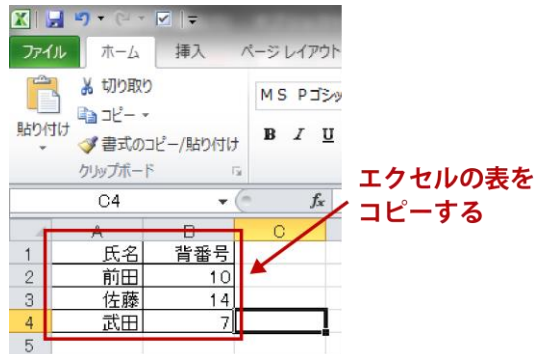 ファイル ホーム 挿入 ページレイアウト
切り取り
コピー
書式のコピー/貼り付け
貼り付け
クリップボード
MS Pゴシッ
B I U
C4 fx
エクセルの表を
コピーする
A B C
1 氏名 背番号
2 前田 10
3 佐藤 14
4 武田 7
5